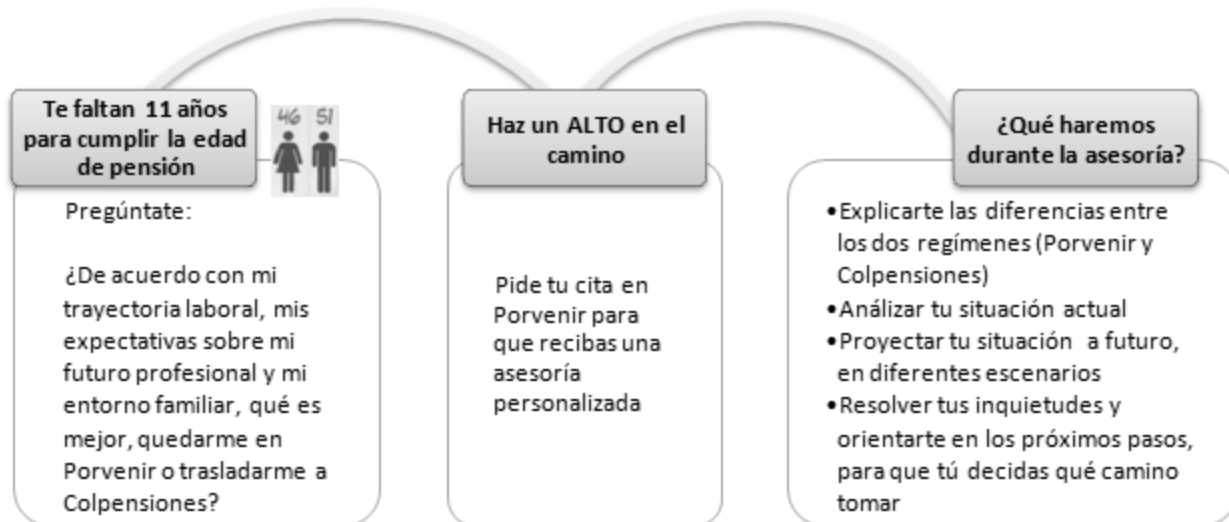 Te faltan 11 años
para cumplir la edad
de pensión
46 51
Pregúntate:
¿De acuerdo con mi
trayectoria laboral, mis
expectativas sobre mi
futuro profesional y mi
entorno familiar, qué es
mejor, quedarme en
Porvenir o trasladarme a
Colpensiones?
Haz un ALTO en el
camino
Pide tu cita en
Porvenir para
que recibas una
asesoría
personalizada
¿Qué haremos
durante la asesoría?
•Explicarte las diferencias entre
los dos regímenes (Porvenir y
Colpensiones)
•Análizar tu situación actual
•Proyectar tu situación a futuro,
en diferentes escenarios
•Resolver tus inquietudes y
orientarte en los próximos pasos,
para que tú decidas qué camino
tomar